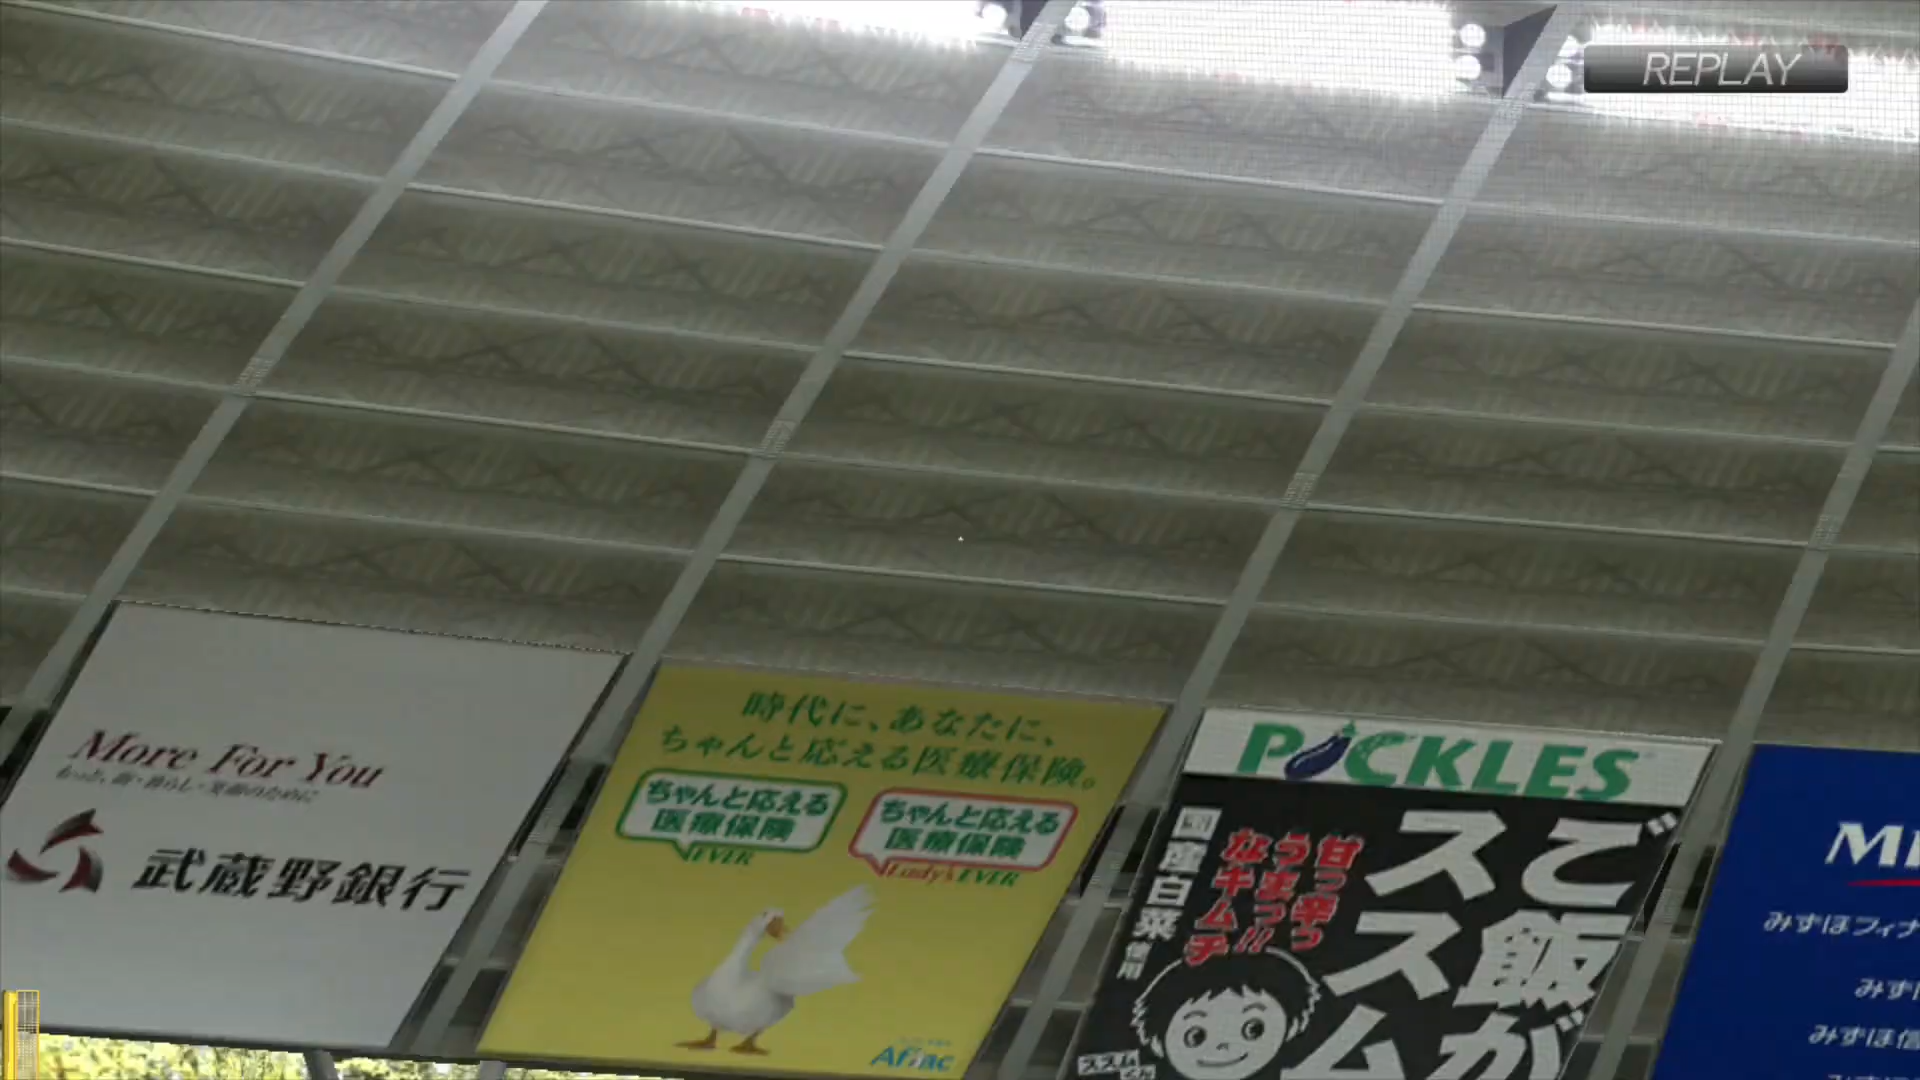 REPLAY
More For You
武蔵野銀行
時代に、あなたに、
ちゃんと応える医療保険。
ちゃんと応える
医療保険
EVER
ちゃんと応える
医療保険
Lady's EVER
Aflac
PICKLES
ご飯が
ススム
甘っ辛っ
うまっ!!
なキムチ
国産白菜使用
みずほフィナ
みずほ
みずほ信